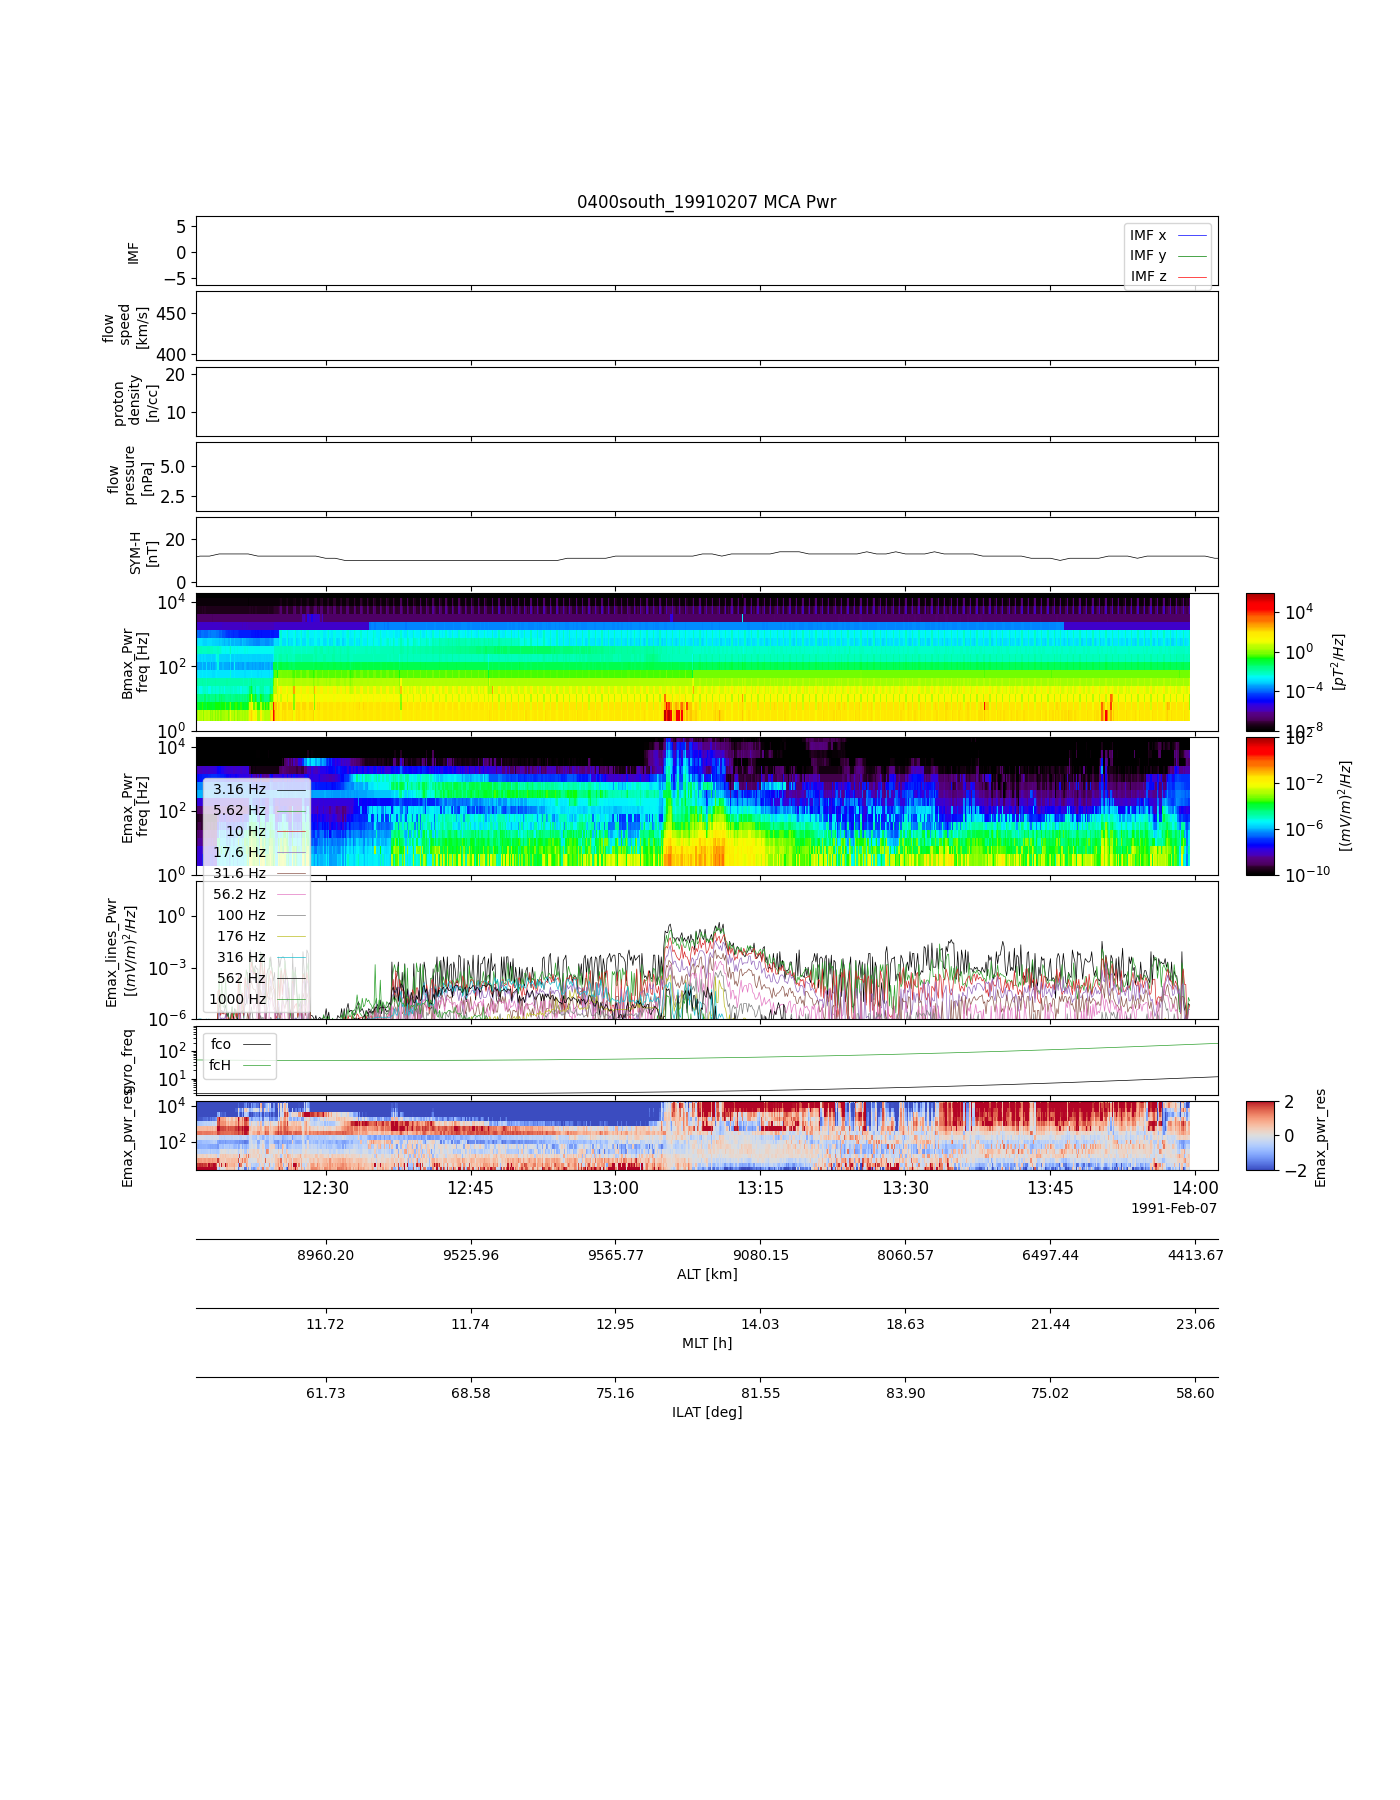 0400south_19910207 MCA Pwr
5
0
−5
IMF
IMF x
IMF y
IMF z
450
400
flow
speed
[km/s]
20
10
proton
density
[n/cc]
5.0
2.5
flow
pressure
[nPa]
20
0
SYM-H
[nT]
10^4
10^2
10^0
Bmax_Pwr
freq [Hz]
10^4
10^0
10^−4
10^−8
[pT^2/Hz]
10^4
10^2
10^0
Emax_Pwr
freq [Hz]
10^2
10^−2
10^−6
10^−10
[(mV/m)^2/Hz]
3.16 Hz
5.62 Hz
10 Hz
17.6 Hz
31.6 Hz
56.2 Hz
100 Hz
176 Hz
316 Hz
562 Hz
1000 Hz
10^0
10^−3
10^−6
Emax_lines_Pwr
[(mV/m)^2/Hz]
fco
fcH
10^2
10^1
gyro_freq
10^4
10^2
Emax_pwr_res
2
0
−2
Emax_pwr_res
12:30 12:45 13:00 13:15 13:30 13:45 14:00
1991-Feb-07
8960.20 9525.96 9565.77 9080.15 8060.57 6497.44 4413.67
ALT [km]
11.72 11.74 12.95 14.03 18.63 21.44 23.06
MLT [h]
61.73 68.58 75.16 81.55 83.90 75.02 58.60
ILAT [deg]